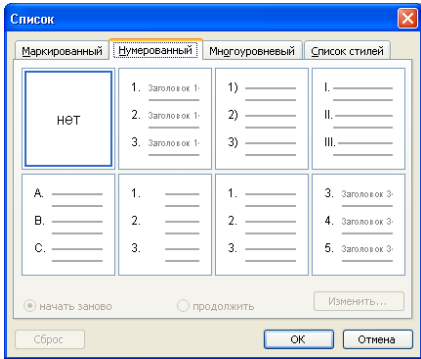 Список
Маркированный Нумерованный Многоуровневый Список стилей
нет
1. Заголовок 1
2. Заголовок 1
3. Заголовок 1
1)
2)
3)
I.
II.
III.
A.
B.
C.
1.
2.
3.
1.
2.
3.
3. Заголовок 3
4. Заголовок 3
5. Заголовок 3
начать заново продолжить Изменить...
Сброс ОК Отмена